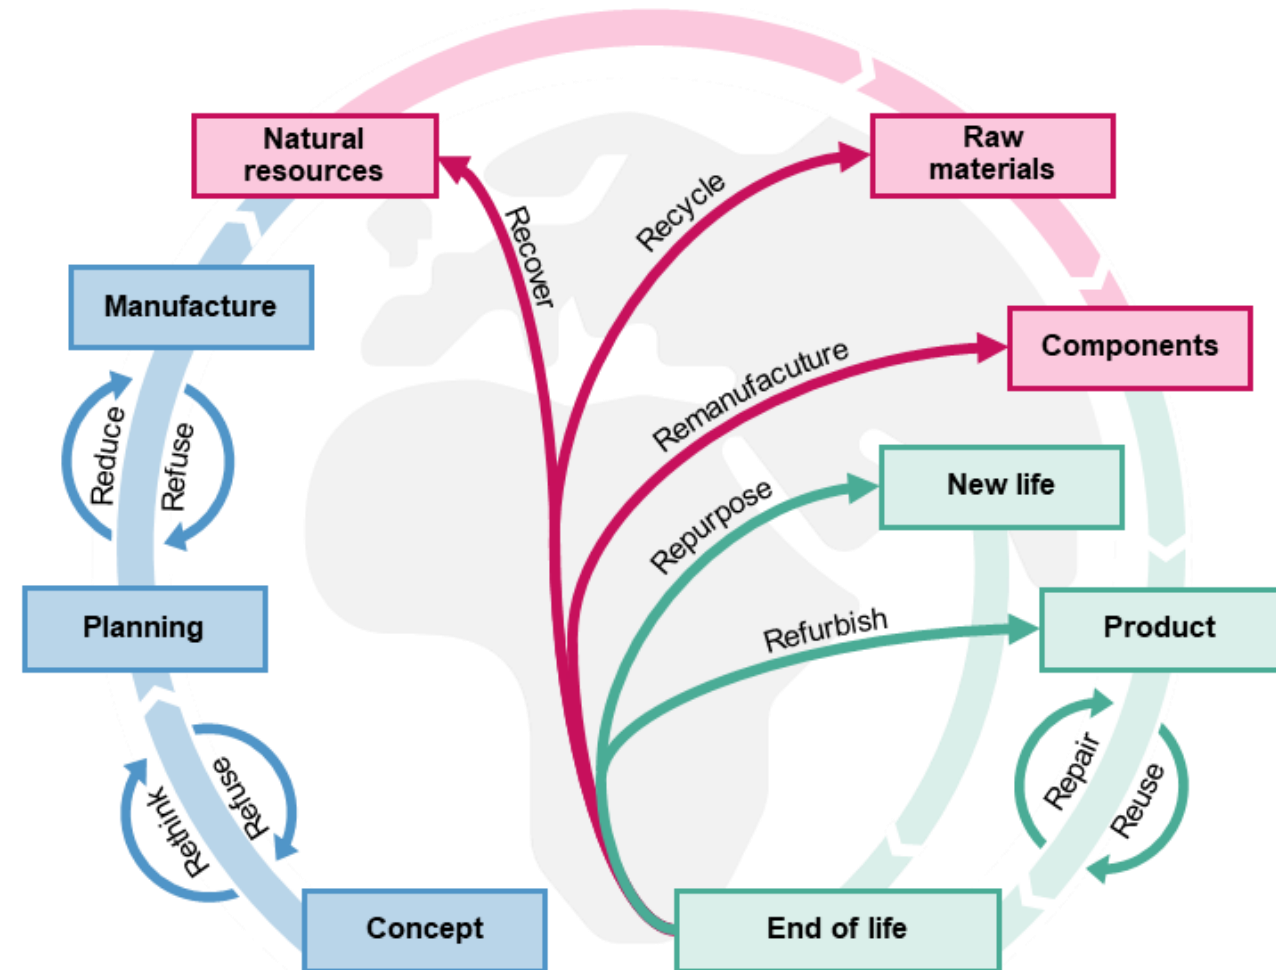 Natural
resources
Raw
materials
Recycle
Recover
Manufacture
Components
Remanufacuture
Reduce
Refuse
New life
Repurpose
Planning
Refurbish
Product
Rethink
Refuse
Repair
Reuse
Concept
End of life